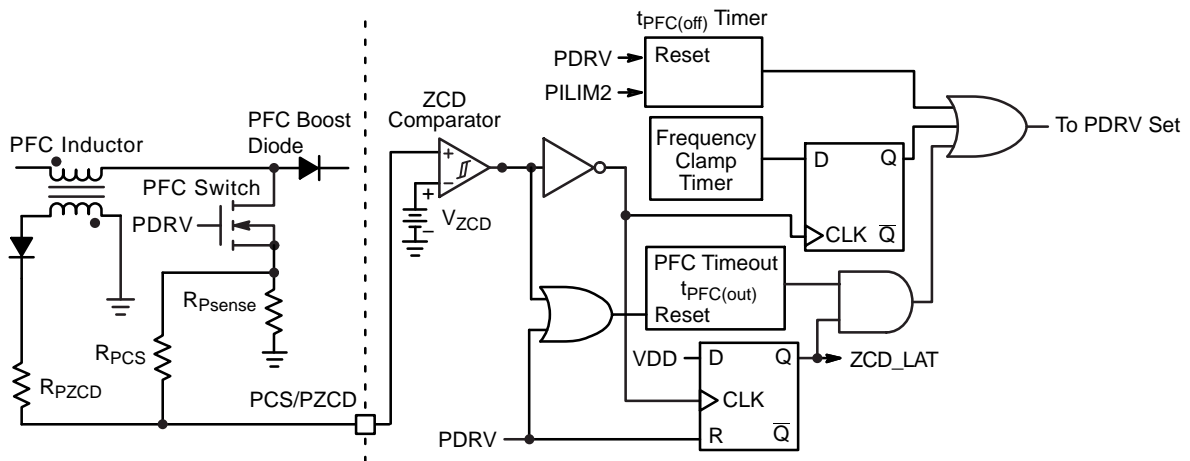 tPFC(off) Timer
PDRV
Reset
PILIM2
ZCD
Comparator
PFC Boost
Diode
PFC Inductor
To PDRV Set
Frequency
Clamp
Timer
D
Q
CLK
Q
+
–
+
–
VZCD
PFC Switch
PDRV
PFC Timeout
tPFC(out)
Reset
RPsense
RPCS
RPZCD
VDD
D
Q
ZCD_LAT
CLK
PCS/PZCD
PDRV
R
Q